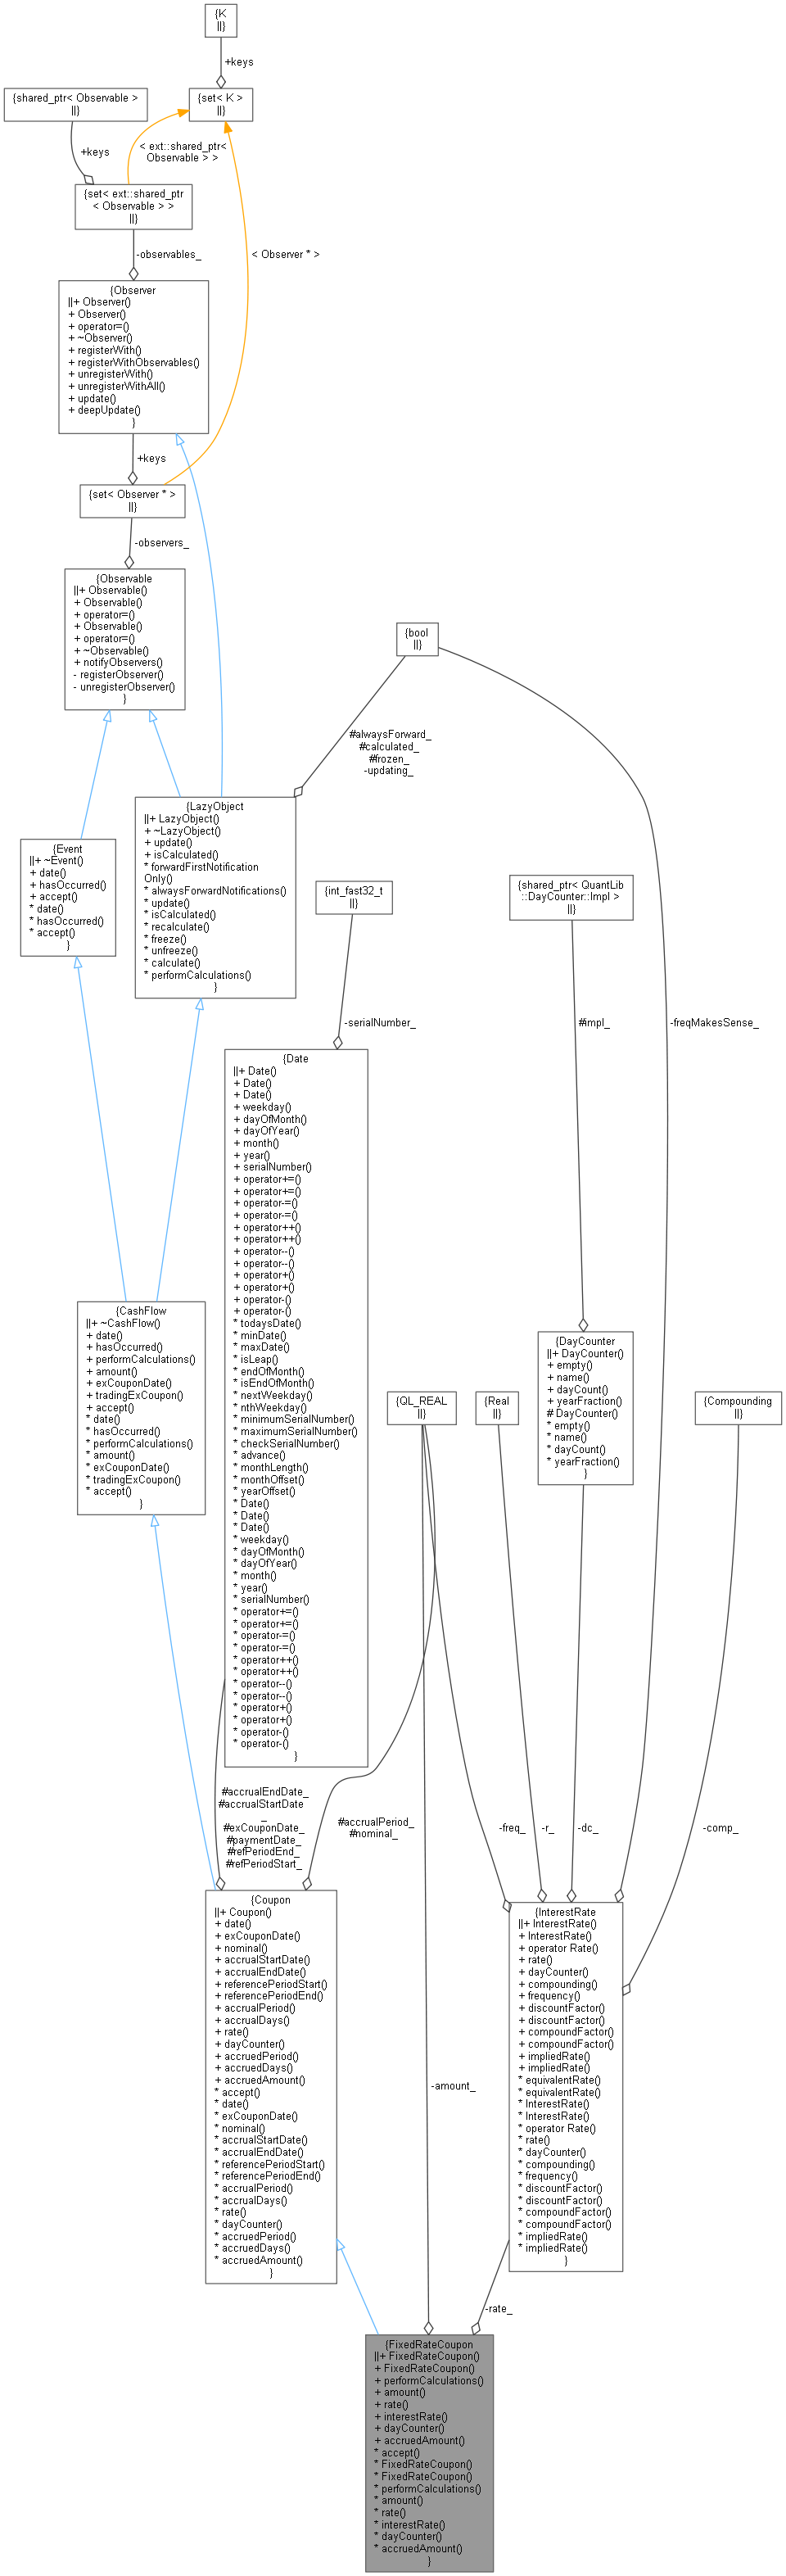 {K
||}
+keys
{shared_ptr< Observable >
||}
{set< K >
||}
+keys
< ext::shared_ptr<
Observable > >
{set< ext::shared_ptr
< Observable > >
||}
-observables_
< Observer * >
{Observer
||+ Observer()
+ Observer()
+ operator=()
+ ~Observer()
+ registerWith()
+ registerWithObservables()
+ unregisterWith()
+ unregisterWithAll()
+ update()
+ deepUpdate()
}
+keys
{set< Observer * >
||}
-observers_
{Observable
||+ Observable()
+ Observable()
+ operator=()
+ Observable()
+ operator=()
+ ~Observable()
+ notifyObservers()
- registerObserver()
- unregisterObserver()
}
{bool
||}
#alwaysForward_
#calculated_
#frozen_
-updating_
{LazyObject
||+ LazyObject()
+ ~LazyObject()
+ update()
+ isCalculated()
* forwardFirstNotification
Only()
* alwaysForwardNotifications()
* update()
* isCalculated()
* recalculate()
* freeze()
* unfreeze()
* calculate()
* performCalculations()
}
{Event
||+ ~Event()
+ date()
+ hasOccurred()
+ accept()
* date()
* hasOccurred()
* accept()
}
{int_fast32_t
||}
{shared_ptr< QuantLib
::DayCounter::Impl >
||}
-serialNumber_
#impl_
-freqMakesSense_
{Date
||+ Date()
+ Date()
+ Date()
+ weekday()
+ dayOfMonth()
+ dayOfYear()
+ month()
+ year()
+ serialNumber()
+ operator+=()
+ operator+=()
+ operator-=()
+ operator-=()
+ operator++()
+ operator++()
+ operator--()
+ operator--()
+ operator+()
+ operator+()
+ operator-()
+ operator-()
* todaysDate()
* minDate()
* maxDate()
* isLeap()
* endOfMonth()
* isEndOfMonth()
* nextWeekday()
* nthWeekday()
* minimumSerialNumber()
* maximumSerialNumber()
* checkSerialNumber()
* advance()
* monthLength()
* monthOffset()
* yearOffset()
* Date()
* Date()
* Date()
* weekday()
* dayOfMonth()
* dayOfYear()
* month()
* year()
* serialNumber()
* operator+=()
* operator+=()
* operator-=()
* operator-=()
* operator++()
* operator++()
* operator--()
* operator--()
* operator+()
* operator+()
* operator-()
* operator-()
}
{CashFlow
||+ ~CashFlow()
+ date()
+ hasOccurred()
+ performCalculations()
+ amount()
+ exCouponDate()
+ tradingExCoupon()
+ accept()
* date()
* hasOccurred()
* performCalculations()
* amount()
* exCouponDate()
* tradingExCoupon()
* accept()
}
{DayCounter
||+ DayCounter()
+ empty()
+ name()
+ dayCount()
+ yearFraction()
# DayCounter()
* empty()
* name()
* dayCount()
* yearFraction()
}
{QL_REAL
||}
{Real
||}
{Compounding
||}
#accrualEndDate_
#accrualStartDate
_
#exCouponDate_
#paymentDate_
#refPeriodEnd_
#refPeriodStart_
#accrualPeriod_
#nominal_
-freq_
-r_
-dc_
-comp_
{Coupon
||+ Coupon()
+ date()
+ exCouponDate()
+ nominal()
+ accrualStartDate()
+ accrualEndDate()
+ referencePeriodStart()
+ referencePeriodEnd()
+ accrualPeriod()
+ accrualDays()
+ rate()
+ dayCounter()
+ accruedPeriod()
+ accruedDays()
+ accruedAmount()
* accept()
* date()
* exCouponDate()
* nominal()
* accrualStartDate()
* accrualEndDate()
* referencePeriodStart()
* referencePeriodEnd()
* accrualPeriod()
* accrualDays()
* rate()
* dayCounter()
* accruedPeriod()
* accruedDays()
* accruedAmount()
}
-amount_
{InterestRate
||+ InterestRate()
+ InterestRate()
+ operator Rate()
+ rate()
+ dayCounter()
+ compounding()
+ frequency()
+ discountFactor()
+ discountFactor()
+ compoundFactor()
+ compoundFactor()
+ impliedRate()
+ impliedRate()
* equivalentRate()
* equivalentRate()
* InterestRate()
* InterestRate()
* operator Rate()
* rate()
* dayCounter()
* compounding()
* frequency()
* discountFactor()
* discountFactor()
* compoundFactor()
* compoundFactor()
* impliedRate()
* impliedRate()
}
-rate_
{FixedRateCoupon
||+ FixedRateCoupon()
+ FixedRateCoupon()
+ performCalculations()
+ amount()
+ rate()
+ interestRate()
+ dayCounter()
+ accruedAmount()
* accept()
* FixedRateCoupon()
* FixedRateCoupon()
* performCalculations()
* amount()
* rate()
* interestRate()
* dayCounter()
* accruedAmount()
}